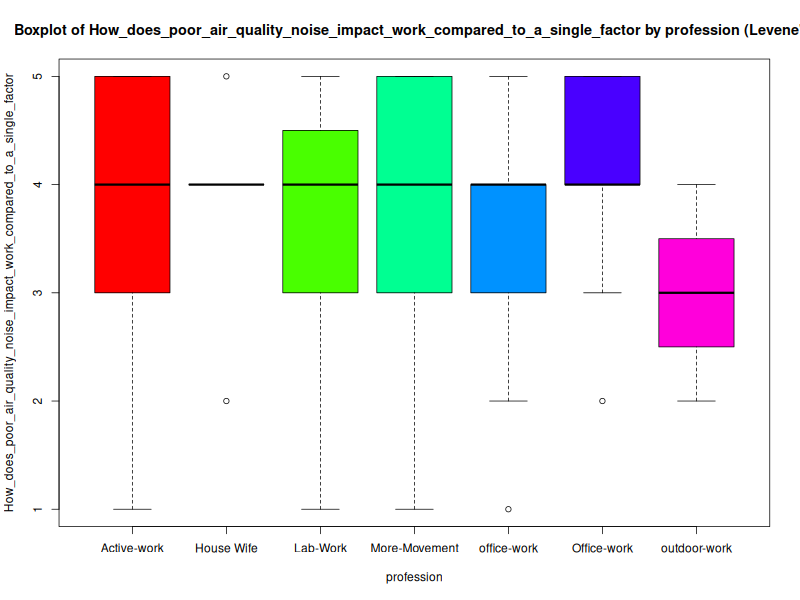 Boxplot of How_does_poor_air_quality_noise_impact_work_compared_to_a_single_factor by profession (Levene'
How_does_poor_air_quality_noise_impact_work_compared_to_a_single_factor
5
4
3
2
1
Active-work House Wife Lab-Work More-Movement office-work Office-work outdoor-work
profession